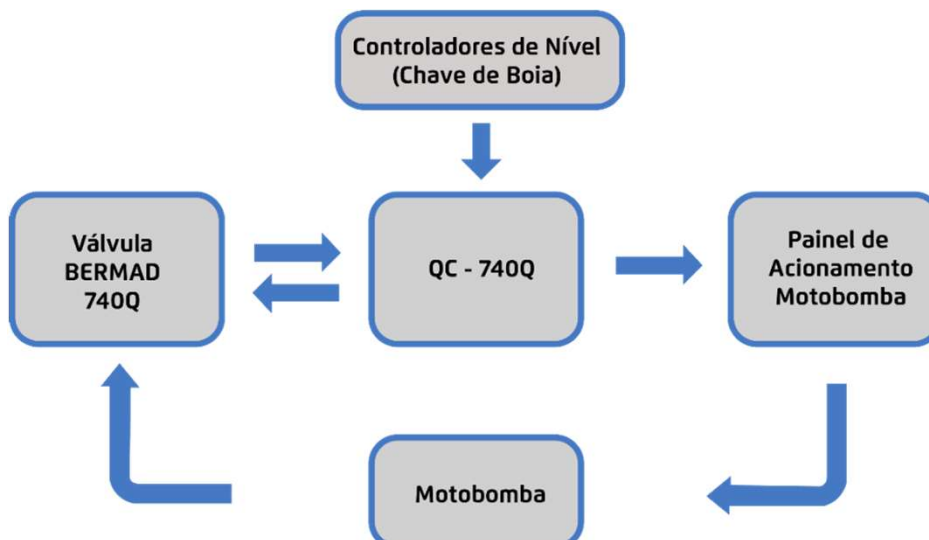 Controladores de Nível
(Chave de Boia)
Válvula
BERMAD
740Q
QC - 740Q
Painel de
Acionamento
Motobomba
Motobomba